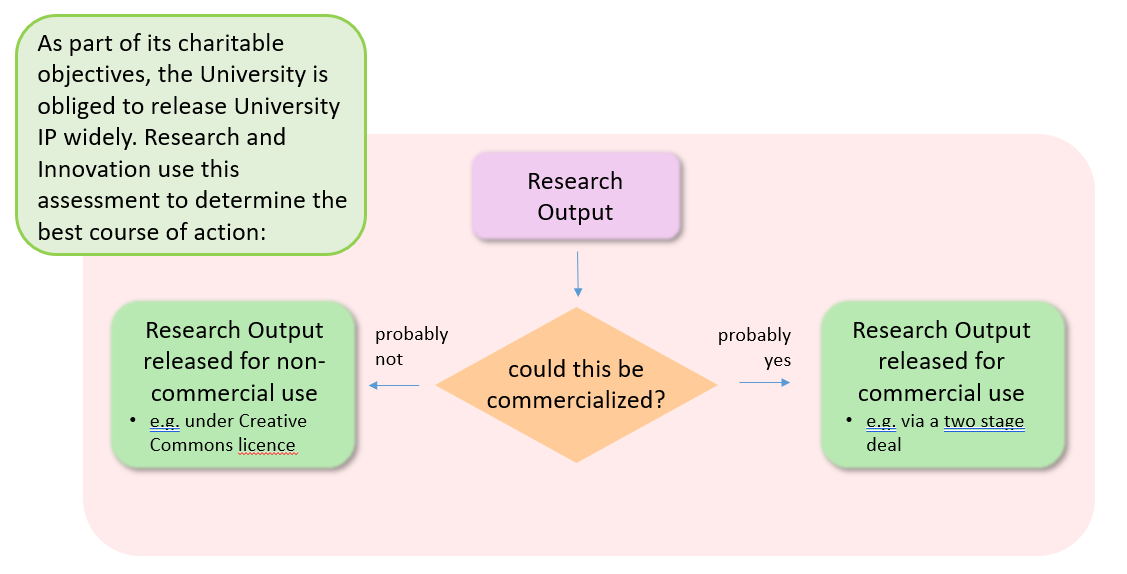 As part of its charitable
objectives, the University is
obliged to release University
IP widely. Research and
Innovation use this
assessment to determine the
best course of action:
Research
Output
could this be
commercialized?
probably
not
Research Output
released for non-
commercial use
• e.g. under Creative
Commons licence
probably
yes
Research Output
released for
commercial use
• e.g. via a two stage
deal